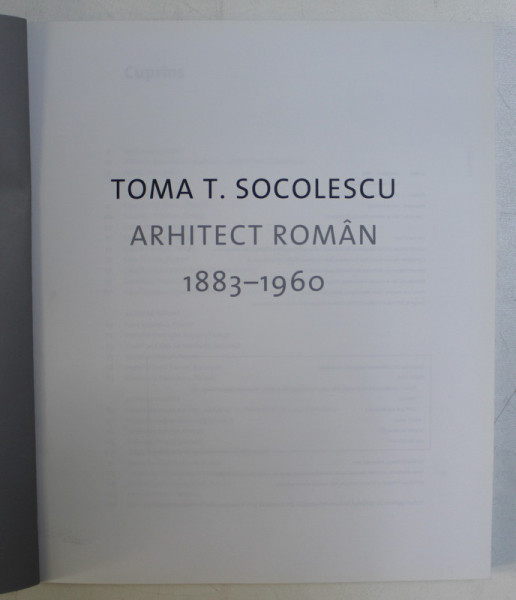 TOMA T. SOCOLESCU
ARHITECT ROMÂN
1883–1960